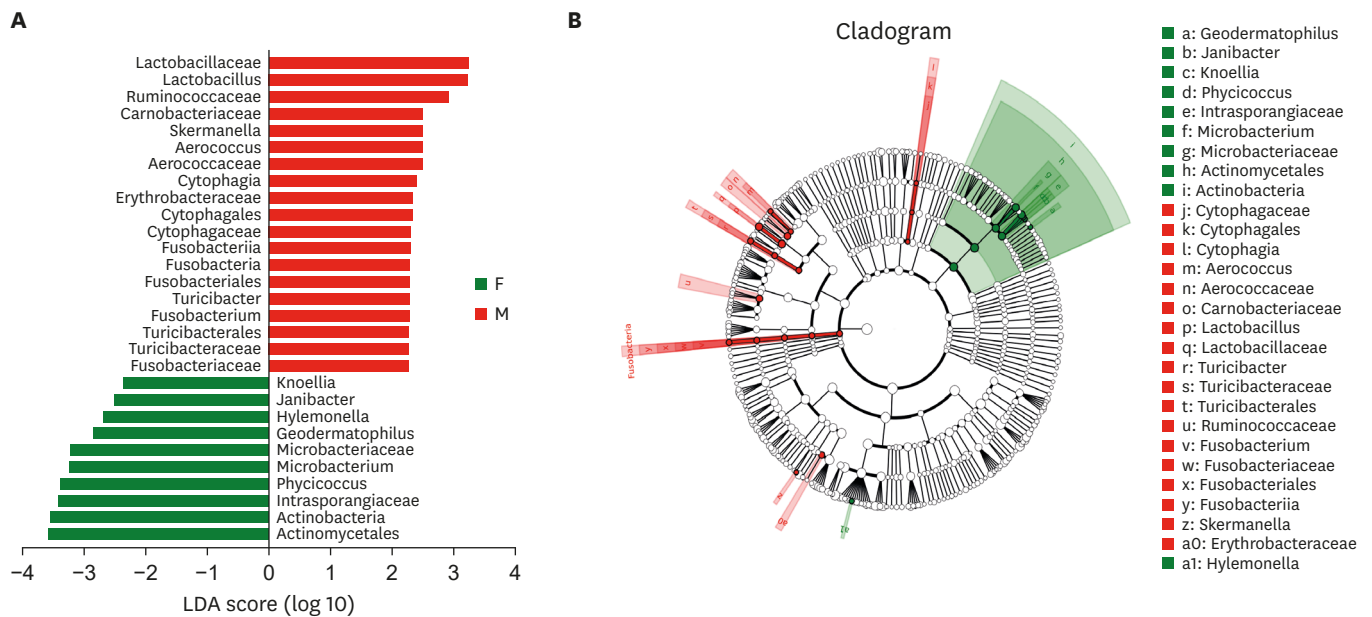 A
Lactobacillaceae
Lactobacillus
Ruminococcaceae
Carnobacteriaceae
Skermanella
Aerococcus
Aerococcaceae
Cytophagia
Erythrobacteraceae
Cytophagales
Cytophagaceae
Fusobacteriia
Fusobacteria
Fusobacteriales
Turicibacter
Fusobacterium
Turicibacterales
Turicibacteraceae
Fusobacteriaceae
Knoellia
Janibacter
Hylemonella
Geodermatophilus
Microbacteriaceae
Microbacterium
Phycicoccus
Intrasporangiaceae
Actinobacteria
Actinomycetales
F
M
−4 −3 −2 −1 0 1 2 3 4
LDA score (log 10)
B
Cladogram
l
k
j
i
h
t
s
r
u
Fusobacteria
y
x
w
v
z
a0
a1
a: Geodermatophilus
b: Janibacter
c: Knoellia
d: Phycicoccus
e: Intrasporangiaceae
f: Microbacterium
g: Microbacteriaceae
h: Actinomycetales
i: Actinobacteria
j: Cytophagaceae
k: Cytophagales
l: Cytophagia
m: Aerococcus
n: Aerococcaceae
o: Carnobacteriaceae
p: Lactobacillus
q: Lactobacillaceae
r: Turicibacter
s: Turicibacteraceae
t: Turicibacterales
u: Ruminococcaceae
v: Fusobacterium
w: Fusobacteriaceae
x: Fusobacteriales
y: Fusobacteriia
z: Skermanella
a0: Erythrobacteraceae
a1: Hylemonella